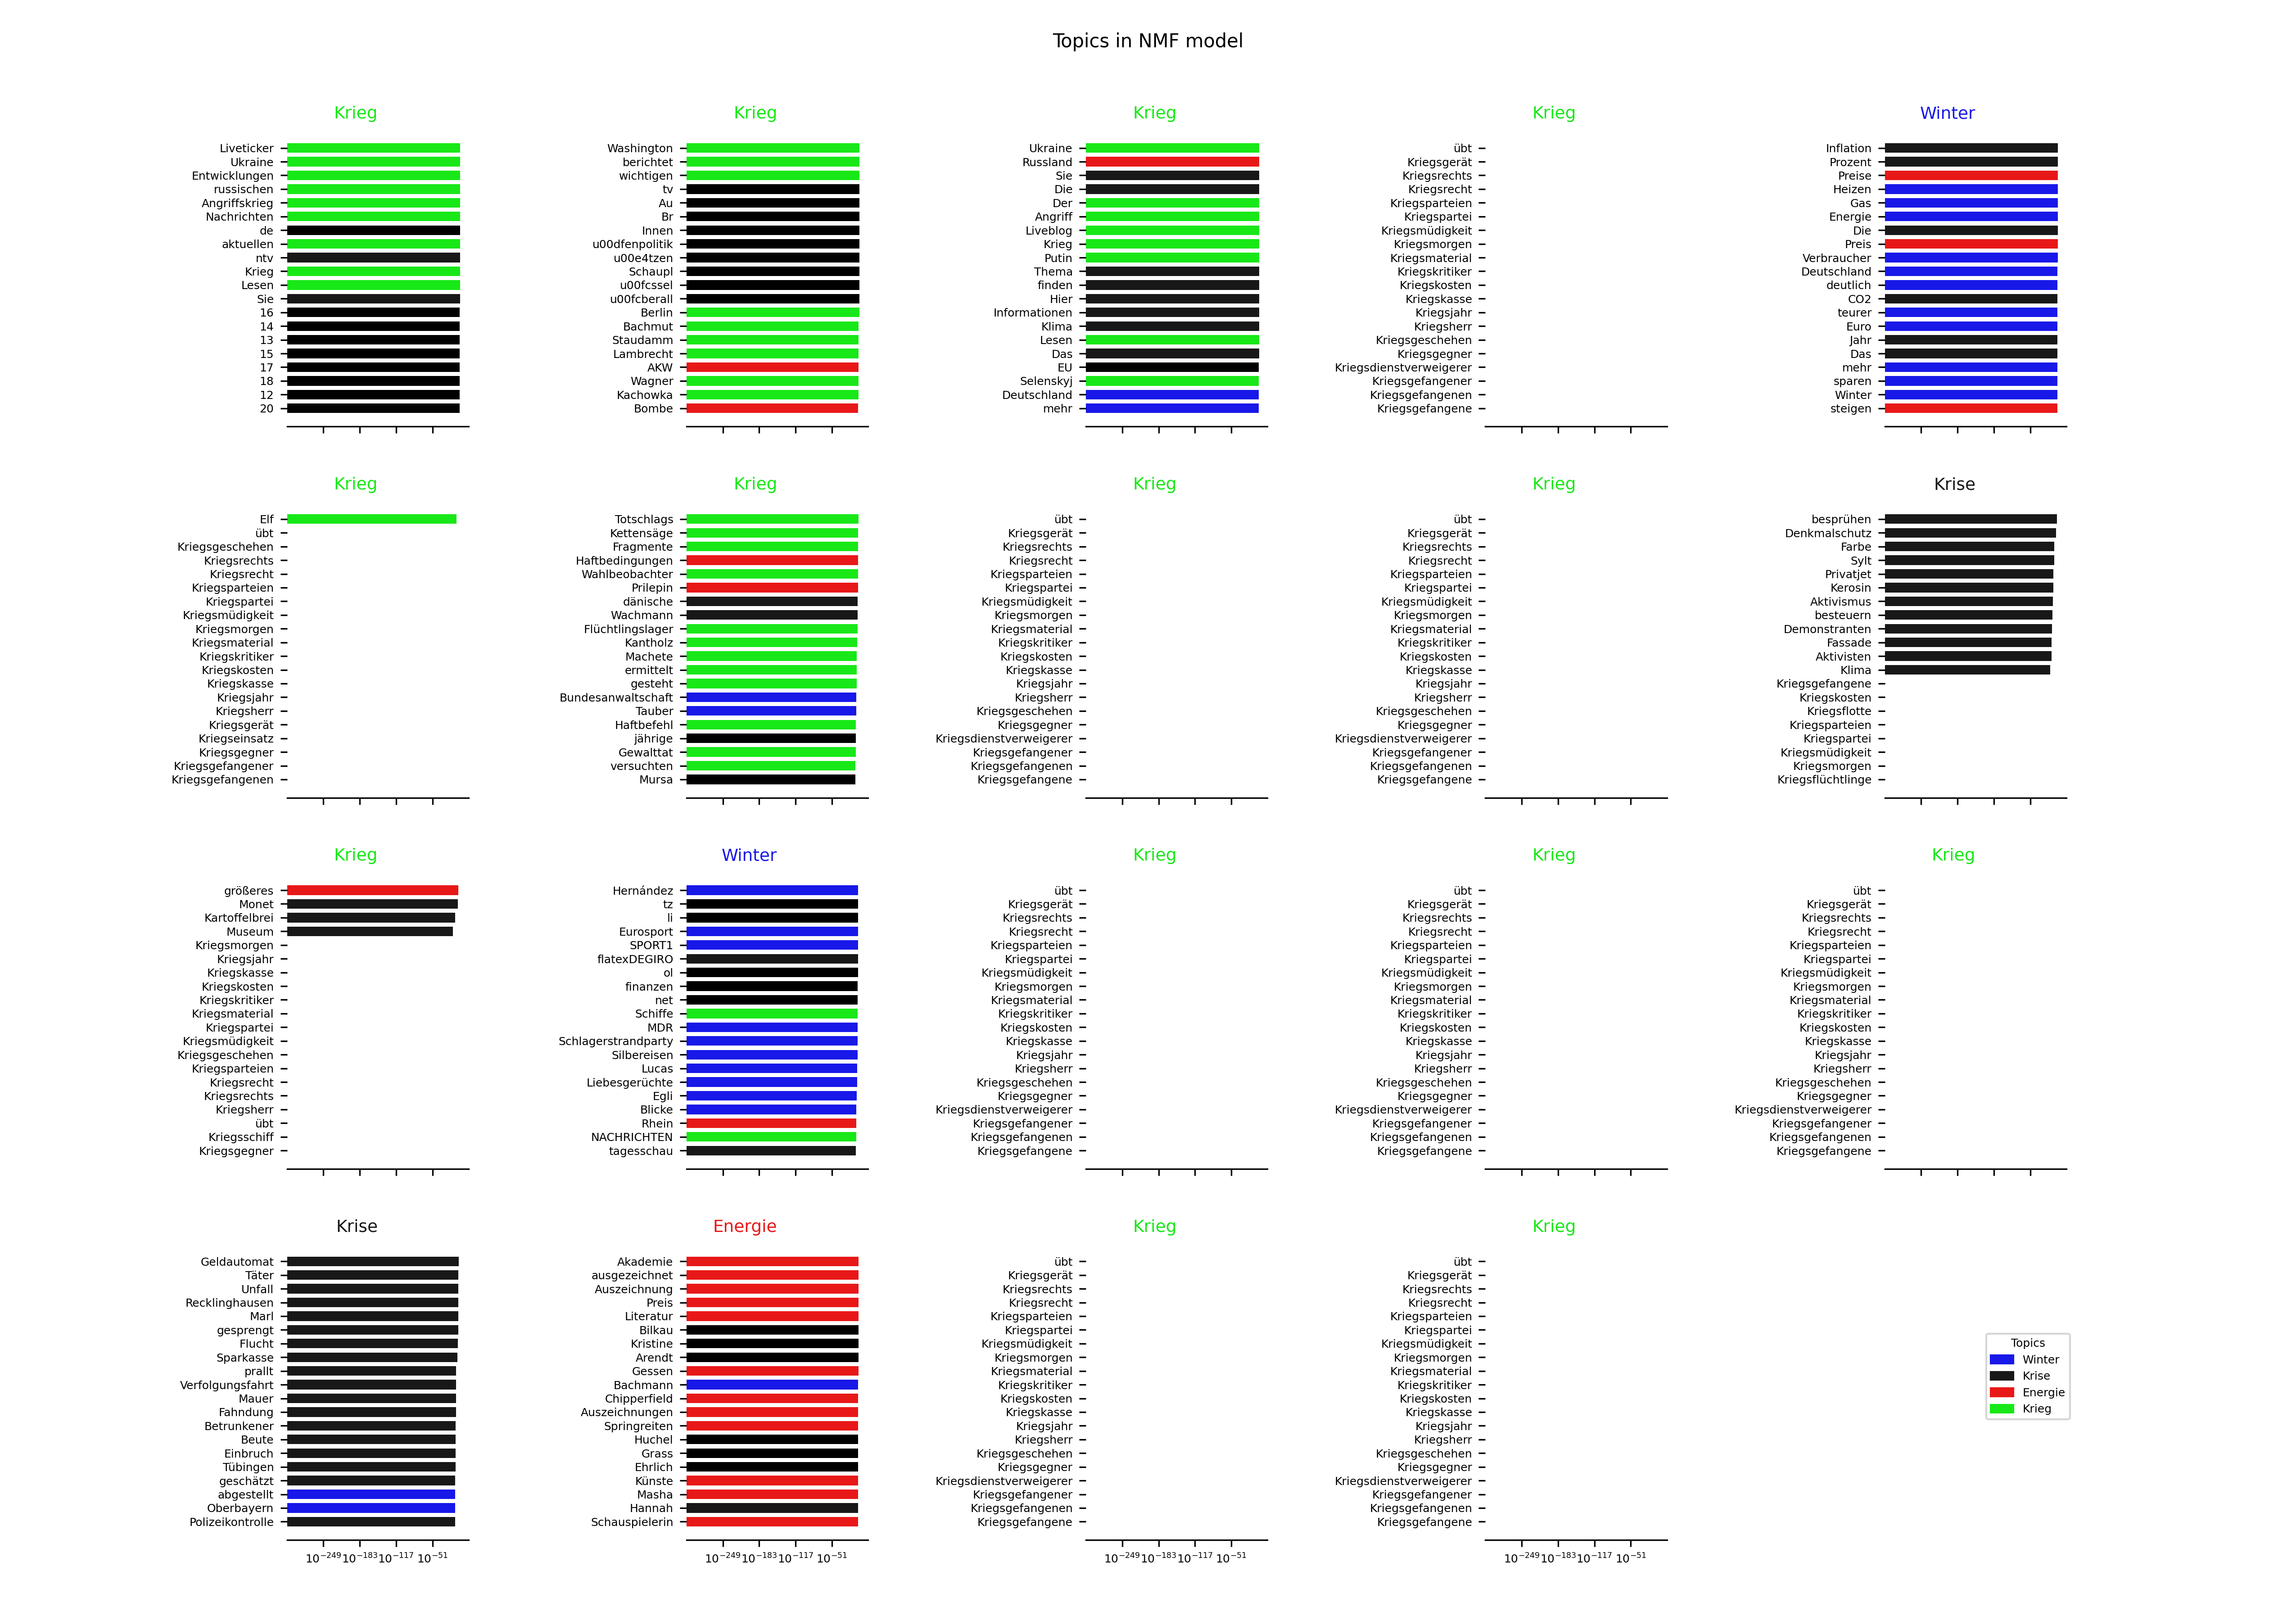 Topics in NMF model
Krieg
Liveticker
Ukraine
Entwicklungen
russischen
Angriffskrieg
Nachrichten
de
aktuellen
ntv
Krieg
Lesen
Sie
16
14
13
15
17
18
12
20
Krieg
Washington
berichtet
wichtigen
tv
Au
Br
Innen
u00dfenpolitik
u00e4tzen
Schaupl
u00fcssel
u00fcberall
Berlin
Bachmut
Staudamm
Lambrecht
AKW
Wagner
Kachowka
Bombe
Krieg
Ukraine
Russland
Sie
Die
Der
Angriff
Liveblog
Krieg
Putin
Thema
finden
Hier
Informationen
Klima
Lesen
Das
EU
Selenskyj
Deutschland
mehr
Krieg
übt
Kriegsgerät
Kriegsrechts
Kriegsrecht
Kriegsparteien
Kriegspartei
Kriegsmüdigkeit
Kriegsmorgen
Kriegsmaterial
Kriegskritiker
Kriegskosten
Kriegskasse
Kriegsjahr
Kriegsherr
Kriegsgeschehen
Kriegsgegner
Kriegsdienstverweigerer
Kriegsgefangener
Kriegsgefangenen
Kriegsgefangene
Winter
Inflation
Prozent
Preise
Heizen
Gas
Energie
Die
Preis
Verbraucher
Deutschland
deutlich
CO2
teurer
Euro
Jahr
Das
mehr
sparen
Winter
steigen
Krieg
Elf
übt
Kriegsgeschehen
Kriegsrechts
Kriegsrecht
Kriegsparteien
Kriegspartei
Kriegsmüdigkeit
Kriegsmorgen
Kriegsmaterial
Kriegskritiker
Kriegskosten
Kriegskasse
Kriegsjahr
Kriegsherr
Kriegsgerät
Kriegseinsatz
Kriegsgegner
Kriegsgefangener
Kriegsgefangenen
Krieg
Totschlags
Kettensäge
Fragmente
Haftbedingungen
Wahlbeobachter
Prilepin
dänische
Wachmann
Flüchtlingslager
Kantholz
Machete
ermittelt
gesteht
Bundesanwaltschaft
Tauber
Haftbefehl
jährige
Gewalttat
versuchten
Mursa
Krieg
übt
Kriegsgerät
Kriegsrechts
Kriegsrecht
Kriegsparteien
Kriegspartei
Kriegsmüdigkeit
Kriegsmorgen
Kriegsmaterial
Kriegskritiker
Kriegskosten
Kriegskasse
Kriegsjahr
Kriegsherr
Kriegsgeschehen
Kriegsgegner
Kriegsdienstverweigerer
Kriegsgefangener
Kriegsgefangenen
Kriegsgefangene
Krieg
übt
Kriegsgerät
Kriegsrechts
Kriegsrecht
Kriegsparteien
Kriegspartei
Kriegsmüdigkeit
Kriegsmorgen
Kriegsmaterial
Kriegskritiker
Kriegskosten
Kriegskasse
Kriegsjahr
Kriegsherr
Kriegsgeschehen
Kriegsgegner
Kriegsdienstverweigerer
Kriegsgefangener
Kriegsgefangenen
Kriegsgefangene
Krise
besprühen
Denkmalschutz
Farbe
Sylt
Privatjet
Kerosin
Aktivismus
besteuern
Demonstranten
Fassade
Aktivisten
Klima
Kriegsgefangene
Kriegskosten
Kriegsflotte
Kriegsparteien
Kriegspartei
Kriegsmüdigkeit
Kriegsmorgen
Kriegsflüchtlinge
Krieg
größeres
Monet
Kartoffelbrei
Museum
Kriegsmorgen
Kriegsjahr
Kriegskasse
Kriegskosten
Kriegskritiker
Kriegsmaterial
Kriegspartei
Kriegsmüdigkeit
Kriegsgeschehen
Kriegsparteien
Kriegsrecht
Kriegsrechts
Kriegsherr
übt
Kriegsschiff
Kriegsgegner
Winter
Hernández
tz
li
Eurosport
SPORT1
flatexDEGIRO
ol
finanzen
net
Schiffe
MDR
Schlagerstrandparty
Silbereisen
Lucas
Liebesgerüchte
Egli
Blicke
Rhein
NACHRICHTEN
tagesschau
Krieg
übt
Kriegsgerät
Kriegsrechts
Kriegsrecht
Kriegsparteien
Kriegspartei
Kriegsmüdigkeit
Kriegsmorgen
Kriegsmaterial
Kriegskritiker
Kriegskosten
Kriegskasse
Kriegsjahr
Kriegsherr
Kriegsgeschehen
Kriegsgegner
Kriegsdienstverweigerer
Kriegsgefangener
Kriegsgefangenen
Kriegsgefangene
Krieg
übt
Kriegsgerät
Kriegsrechts
Kriegsrecht
Kriegsparteien
Kriegspartei
Kriegsmüdigkeit
Kriegsmorgen
Kriegsmaterial
Kriegskritiker
Kriegskosten
Kriegskasse
Kriegsjahr
Kriegsherr
Kriegsgeschehen
Kriegsgegner
Kriegsdienstverweigerer
Kriegsgefangener
Kriegsgefangenen
Kriegsgefangene
Krieg
übt
Kriegsgerät
Kriegsrechts
Kriegsrecht
Kriegsparteien
Kriegspartei
Kriegsmüdigkeit
Kriegsmorgen
Kriegsmaterial
Kriegskritiker
Kriegskosten
Kriegskasse
Kriegsjahr
Kriegsherr
Kriegsgeschehen
Kriegsgegner
Kriegsdienstverweigerer
Kriegsgefangener
Kriegsgefangenen
Kriegsgefangene
Krise
Geldautomat
Täter
Unfall
Recklinghausen
Marl
gesprengt
Flucht
Sparkasse
prallt
Verfolgungsfahrt
Mauer
Fahndung
Betrunkener
Beute
Einbruch
Tübingen
geschätzt
abgestellt
Oberbayern
Polizeikontrolle
10⁻²⁴⁹ 10⁻¹⁸³ 10⁻¹¹⁷ 10⁻⁵¹
Energie
Akademie
ausgezeichnet
Auszeichnung
Preis
Literatur
Bilkau
Kristine
Arendt
Gessen
Bachmann
Chipperfield
Auszeichnungen
Springreiten
Huchel
Grass
Ehrlich
Künste
Masha
Hannah
Schauspielerin
10⁻²⁴⁹ 10⁻¹⁸³ 10⁻¹¹⁷ 10⁻⁵¹
Krieg
übt
Kriegsgerät
Kriegsrechts
Kriegsrecht
Kriegsparteien
Kriegspartei
Kriegsmüdigkeit
Kriegsmorgen
Kriegsmaterial
Kriegskritiker
Kriegskosten
Kriegskasse
Kriegsjahr
Kriegsherr
Kriegsgeschehen
Kriegsgegner
Kriegsdienstverweigerer
Kriegsgefangener
Kriegsgefangenen
Kriegsgefangene
10⁻²⁴⁹ 10⁻¹⁸³ 10⁻¹¹⁷ 10⁻⁵¹
Krieg
übt
Kriegsgerät
Kriegsrechts
Kriegsrecht
Kriegsparteien
Kriegspartei
Kriegsmüdigkeit
Kriegsmorgen
Kriegsmaterial
Kriegskritiker
Kriegskosten
Kriegskasse
Kriegsjahr
Kriegsherr
Kriegsgeschehen
Kriegsgegner
Kriegsdienstverweigerer
Kriegsgefangener
Kriegsgefangenen
Kriegsgefangene
10⁻²⁴⁹ 10⁻¹⁸³ 10⁻¹¹⁷ 10⁻⁵¹
Topics
Winter
Krise
Energie
Krieg